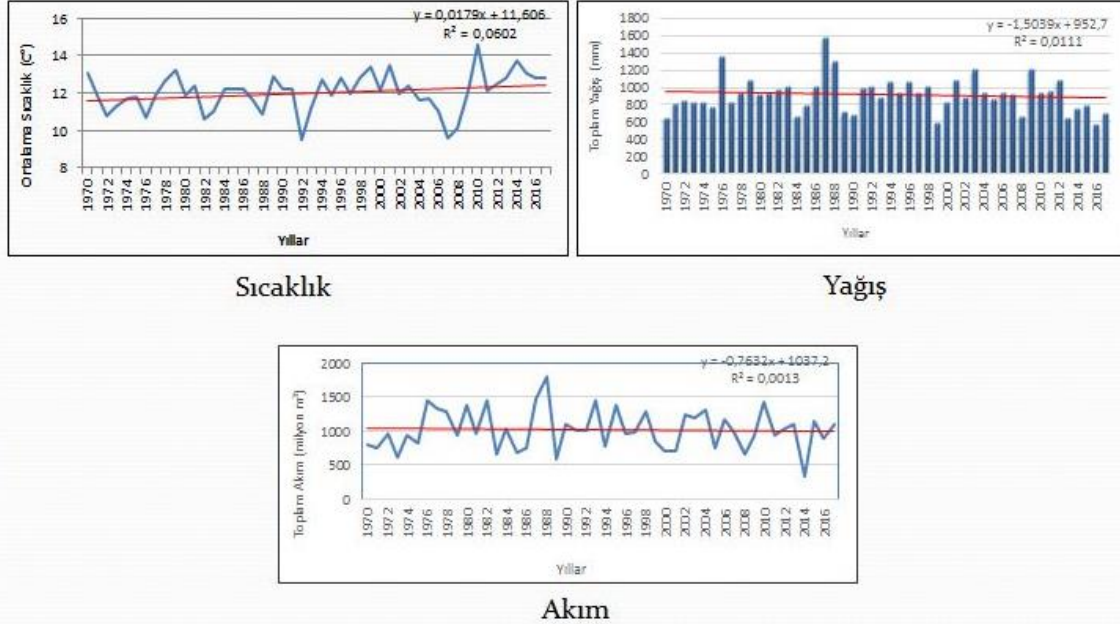 y = 0,0179x + 11,606
R² = 0,0602
Ortalama sıcaklık (C°)
16
14
12
10
8
1970 1972 1974 1976 1978 1980 1982 1984 1986 1988 1990 1992 1994 1996 1998 2000 2002 2004 2006 2008 2010 2012 2014 2016
Yıllar
Sıcaklık
y = -1,5039x + 952,7
R² = 0,0111
Toplam Yağış (mm)
1800
1600
1400
1200
1000
800
600
400
200
0
1970 1972 1974 1976 1978 1980 1982 1984 1986 1988 1990 1992 1994 1996 1998 2000 2002 2004 2006 2008 2010 2012 2014 2016
Yıllar
Yağış
y = -0,7632x + 1037,2
R² = 0,0013
Toplam Akım (milyon m³)
2000
1500
1000
500
0
1970 1972 1974 1976 1978 1980 1982 1984 1986 1988 1990 1992 1994 1996 1998 2000 2002 2004 2006 2008 2010 2012 2014 2016
Yıllar
Akım